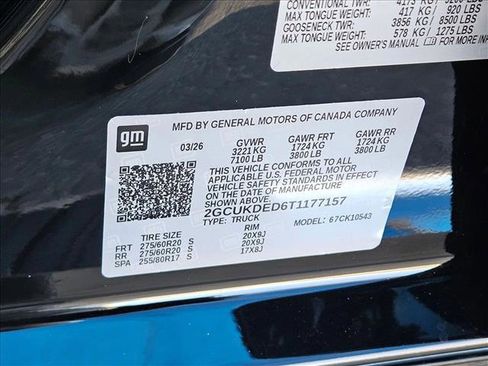 CONVENTIONAL TWR: 4173 KG/ 9200 LBS
MAX TONGUE WEIGHT: 417 KG/ 920 LBS
GOOSENECK TWR: 3856 KG/ 8500 LBS
MAX TONGUE WEIGHT: 578 KG/ 1275 LBS
SEE OWNER'S MANUAL FOR MORE INFO
gm
MFD BY GENERAL MOTORS OF CANADA COMPANY
03/26 GVWR GAWR FRT GAWR RR
3221 KG 1724 KG 1724 KG
7100 LB 3800 LB 3800 LB
THIS VEHICLE CONFORMS TO ALL
APPLICABLE U.S. FEDERAL MOTOR
VEHICLE SAFETY STANDARDS IN
EFFECT ON THE DATE OF MANUFACTURE
SHOWN ABOVE.
2GCUKDED6T1177157
TYPE: TRUCK MODEL: 67CK10543
TIRE SIZE RIM
FRT 275/60R20 S 20X9J
RR 275/60R20 S 20X9J
SPA 255/80R17 S 17X8J